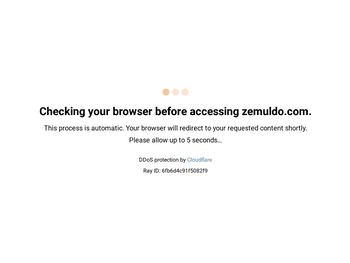 Checking your browser before accessing zemuldo.com.
This process is automatic. Your browser will redirect to your requested content shortly.
Please allow up to 5 seconds…
DDoS protection by Cloudflare
Ray ID: 6fb6d4c91f5082f9